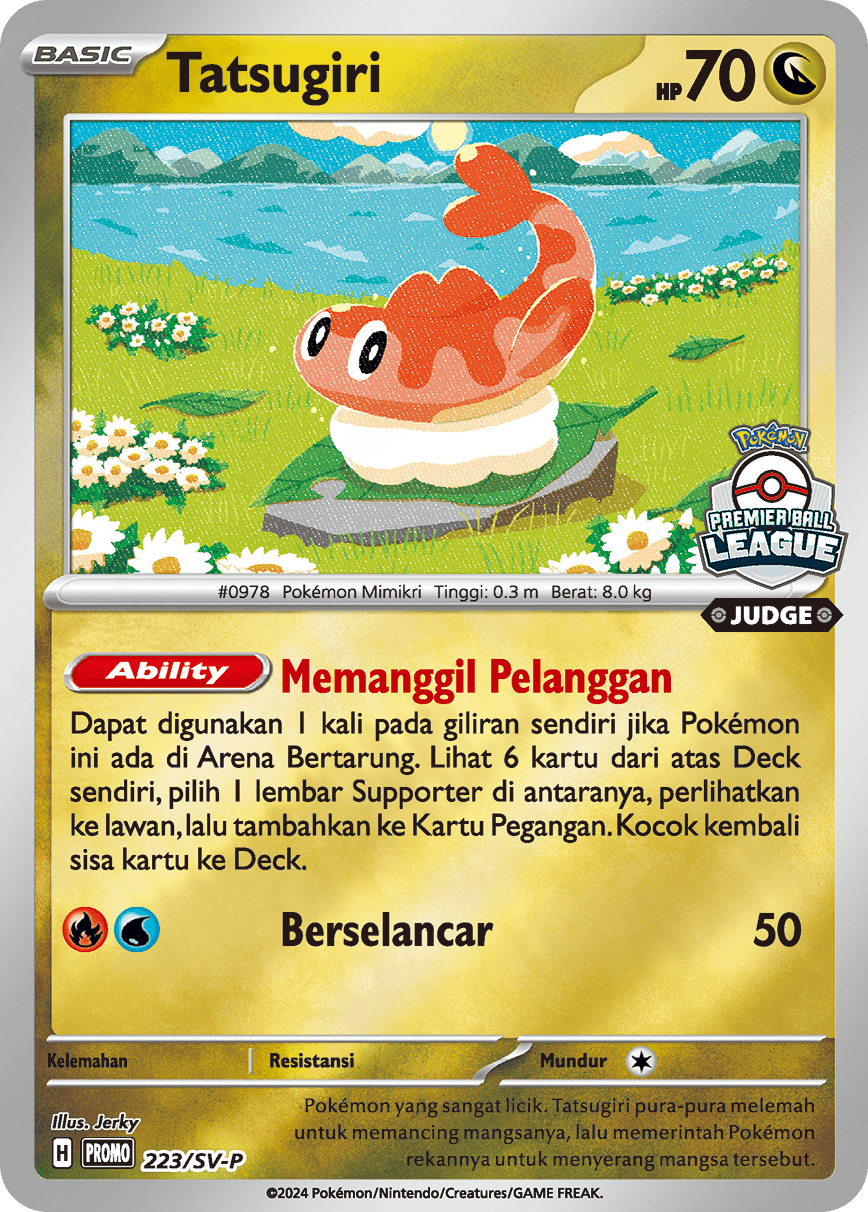 BASIC
Tatsugiri
HP 70
POKÉMON
PREMIER BALL
LEAGUE
JUDGE
#0978 Pokémon Mimikri Tinggi: 0.3 m Berat: 8.0 kg
Ability Memanggil Pelanggan
Dapat digunakan 1 kali pada giliran sendiri jika Pokémon
ini ada di Arena Bertarung. Lihat 6 kartu dari atas Deck
sendiri, pilih 1 lembar Supporter di antaranya, perlihatkan
ke lawan, lalu tambahkan ke Kartu Pegangan. Kocok kembali
sisa kartu ke Deck.
Berselancar 50
Kelemahan Resistansi Mundur
Illus. Jerky
H PROMO 223/SV-P
Pokémon yang sangat licik. Tatsugiri pura-pura melemah
untuk memancing mangsanya, lalu memerintah Pokémon
rekannya untuk menyerang mangsa tersebut.
©2024 Pokémon/Nintendo/Creatures/GAME FREAK.